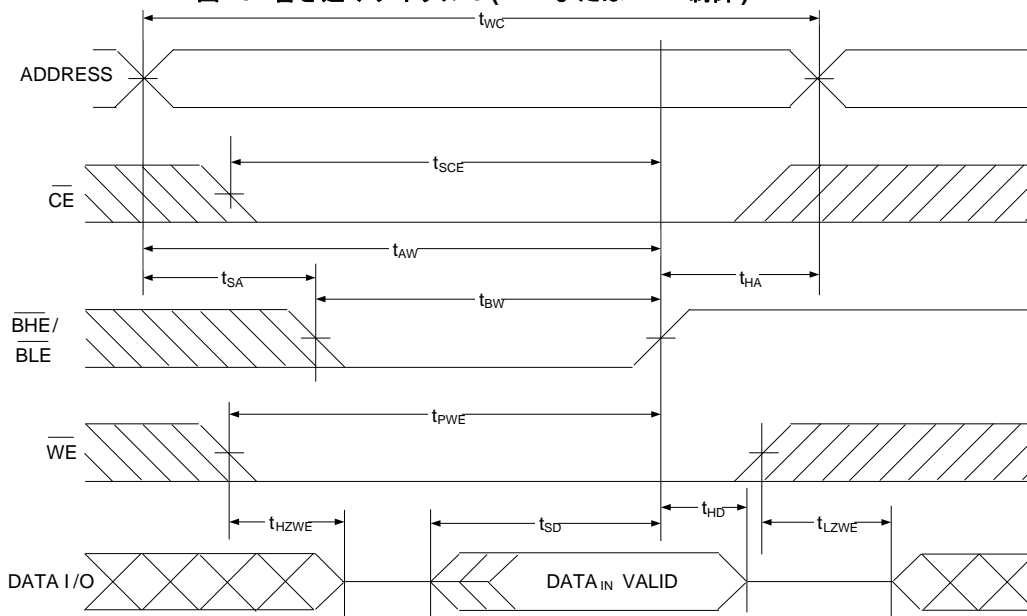 tWC
ADDRESS
tSCE
CE
tAW
tSA
tHA
tBW
BHE/
BLE
tPWE
WE
tHZWE
tSD
tHD
tLZWE
DATA I/O
DATAIN VALID